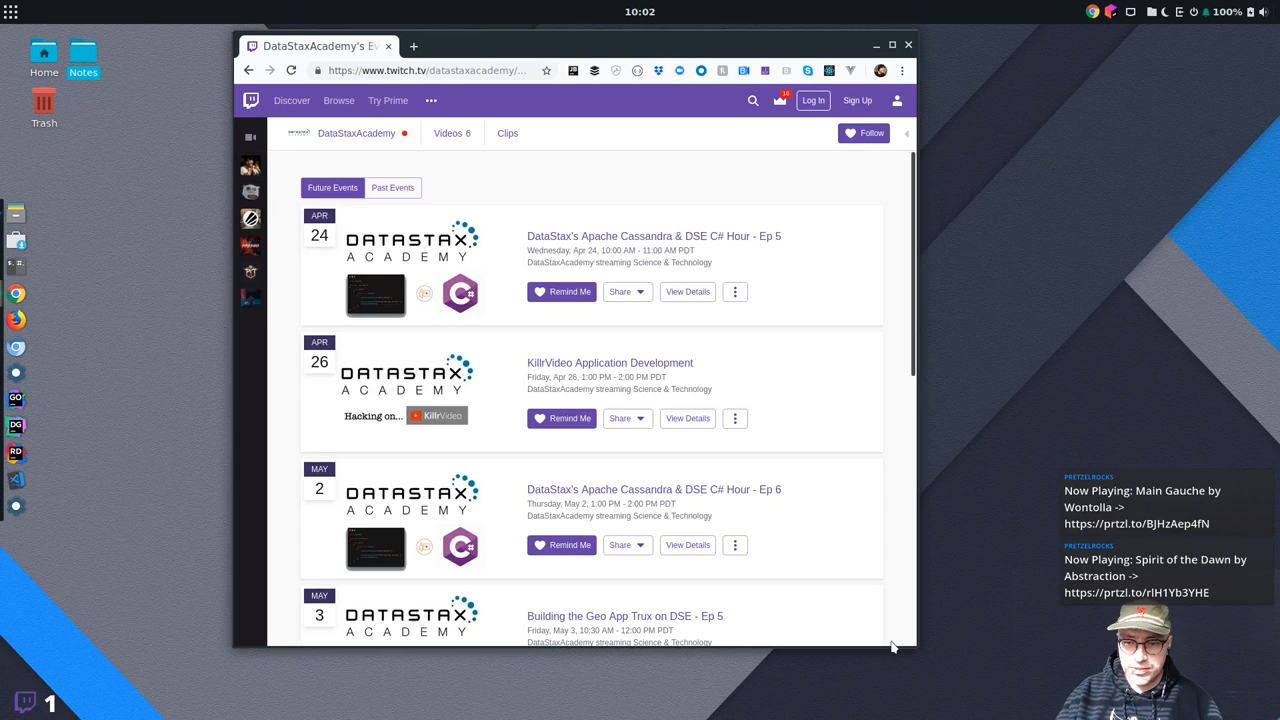 10:02
100%
Home
Notes
Trash
DataStaxAcademy's Ev
https://www.twitch.tv/datastaxacademy/...
Discover
Browse
Try Prime
16
Log In
Sign Up
DataStaxAcademy
Videos 6
Clips
Follow
Future Events
Past Events
APR
24
DATASTAX
ACADEMY
DataStax's Apache Cassandra & DSE C# Hour - Ep 5
Wednesday, Apr 24, 10:00 AM - 11:00 AM PDT
DataStaxAcademy streaming Science & Technology
Remind Me
Share
View Details
APR
26
DATASTAX
ACADEMY
Hacking on... KillrVideo
KillrVideo Application Development
Friday, Apr 26, 1:00 PM - 2:00 PM PDT
DataStaxAcademy streaming Science & Technology
Remind Me
Share
View Details
MAY
2
DATASTAX
ACADEMY
DataStax's Apache Cassandra & DSE C# Hour - Ep 6
Thursday, May 2, 1:00 PM - 2:00 PM PDT
DataStaxAcademy streaming Science & Technology
Remind Me
Share
View Details
MAY
3
DATASTAX
ACADEMY
Building the Geo App Trux on DSE - Ep 5
Friday, May 3, 10:30 AM - 12:00 PM PDT
DataStaxAcademy streaming Science & Technology
PRETZELROCKS
Now Playing: Main Gauche by
Wontolla ->
https://prtzl.to/BJHzAep4fN
PRETZELROCKS
Now Playing: Spirit of the Dawn by
Abstraction ->
https://prtzl.to/rIH1Yb3YHE
GO
DG
RD
1